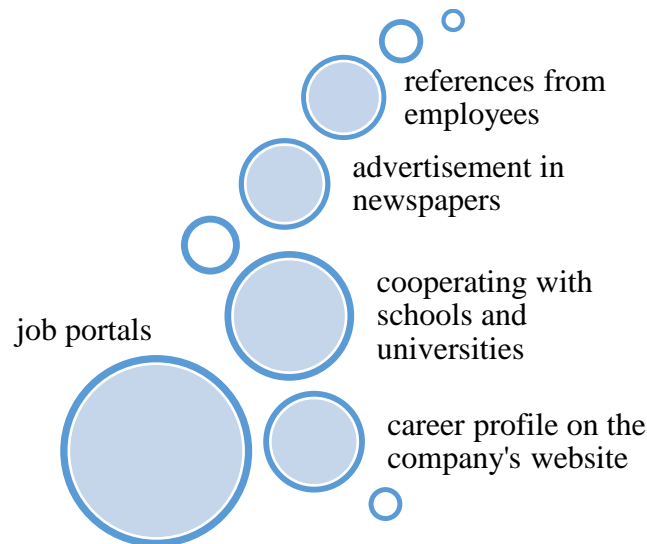 references from
employees
advertisement in
newspapers
cooperating with
schools and
universities
job portals
career profile on the
company's website